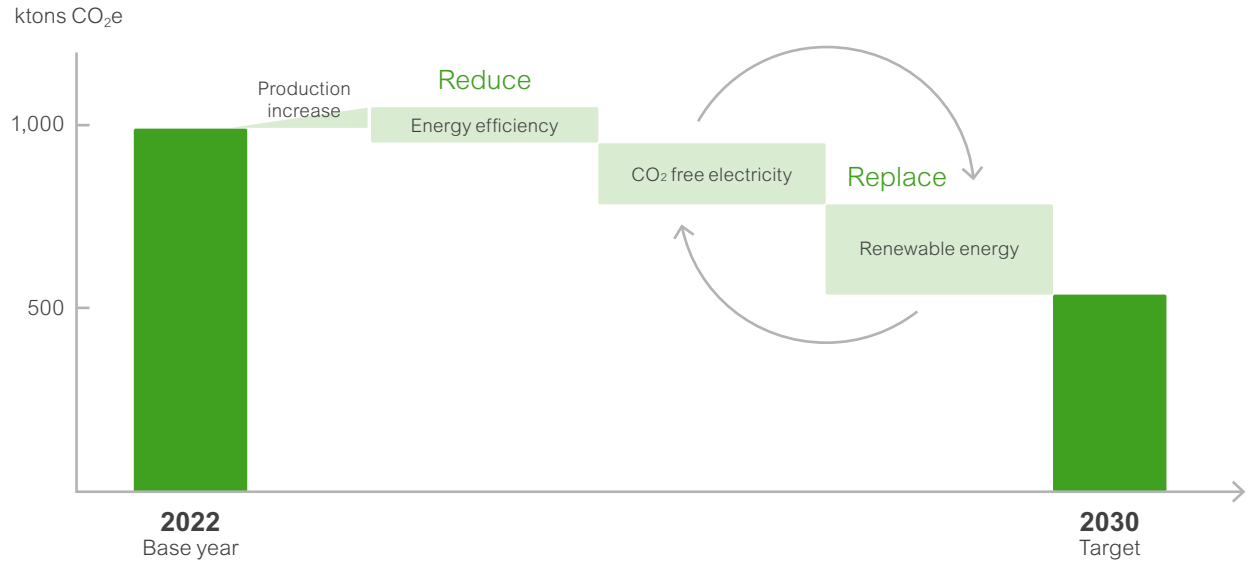 ktons CO₂e
Production
increase
Reduce
1,000
Energy efficiency
CO₂ free electricity
Replace
Renewable energy
500
2022
Base year
2030
Target